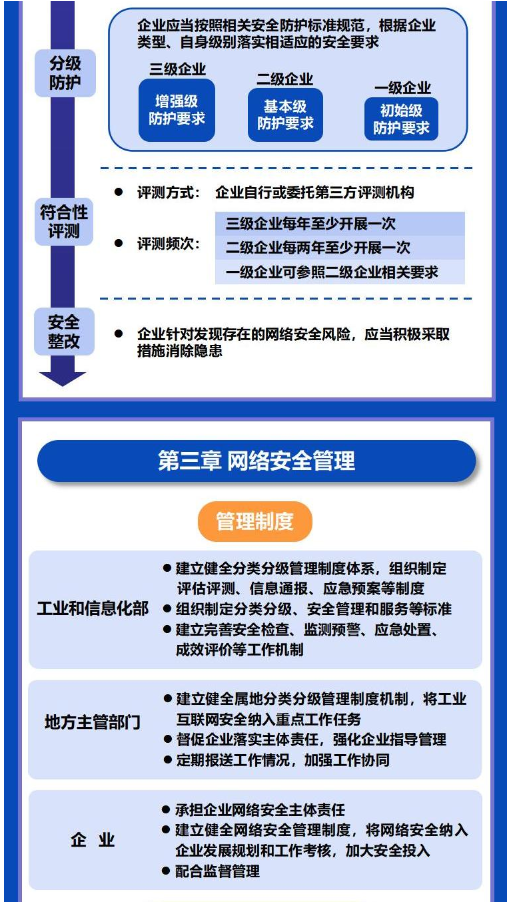 企业应当按照相关安全防护标准规范，根据企业
类型、自身级别落实相适应的安全要求
分级
防护
三级企业
增强级
防护要求
二级企业
基本级
防护要求
一级企业
初始级
防护要求
符合性
评测
● 评测方式： 企业自行或委托第三方评测机构
● 评测频次：
三级企业每年至少开展一次
二级企业每两年至少开展一次
一级企业可参照二级企业相关要求
安全
整改
● 企业针对发现存在的网络安全风险，应当积极采取
措施消除隐患
第三章 网络安全管理
管理制度
工业和信息化部
● 建立健全分类分级管理制度体系，组织制定
评估评测、信息通报、应急预案等制度
● 组织制定分类分级、安全管理和服务等标准
● 建立完善安全检查、监测预警、应急处置、
成效评价等工作机制
地方主管部门
● 建立健全属地分类分级管理制度机制，将工业
互联网安全纳入重点工作任务
● 督促企业落实主体责任，强化企业指导管理
● 定期报送工作情况，加强工作协同
企 业
● 承担企业网络安全主体责任
● 建立健全网络安全管理制度，将网络安全纳入
企业发展规划和工作考核，加大安全投入
● 配合监督管理